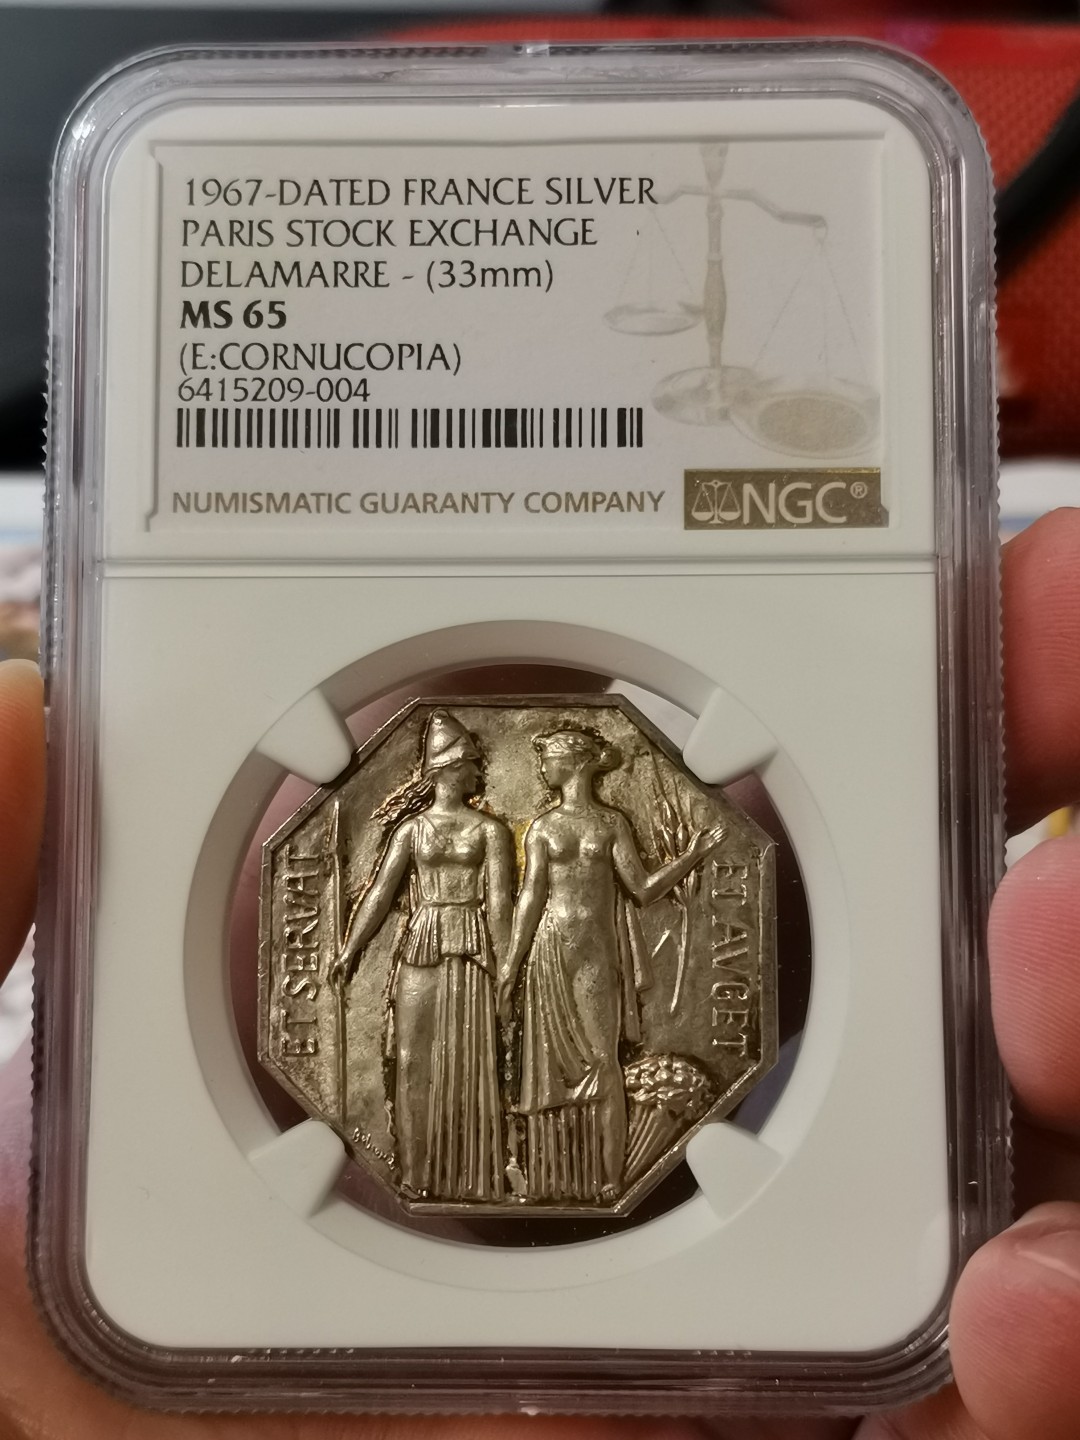 1967-DATED FRANCE SILVER
PARIS STOCK EXCHANGE
DELAMARRE - (33mm)
MS 65
(E:CORNUCOPIA)
6415209-004
NUMISMATIC GUARANTY COMPANY
NGC®
ET SERVAT
ET AVGET